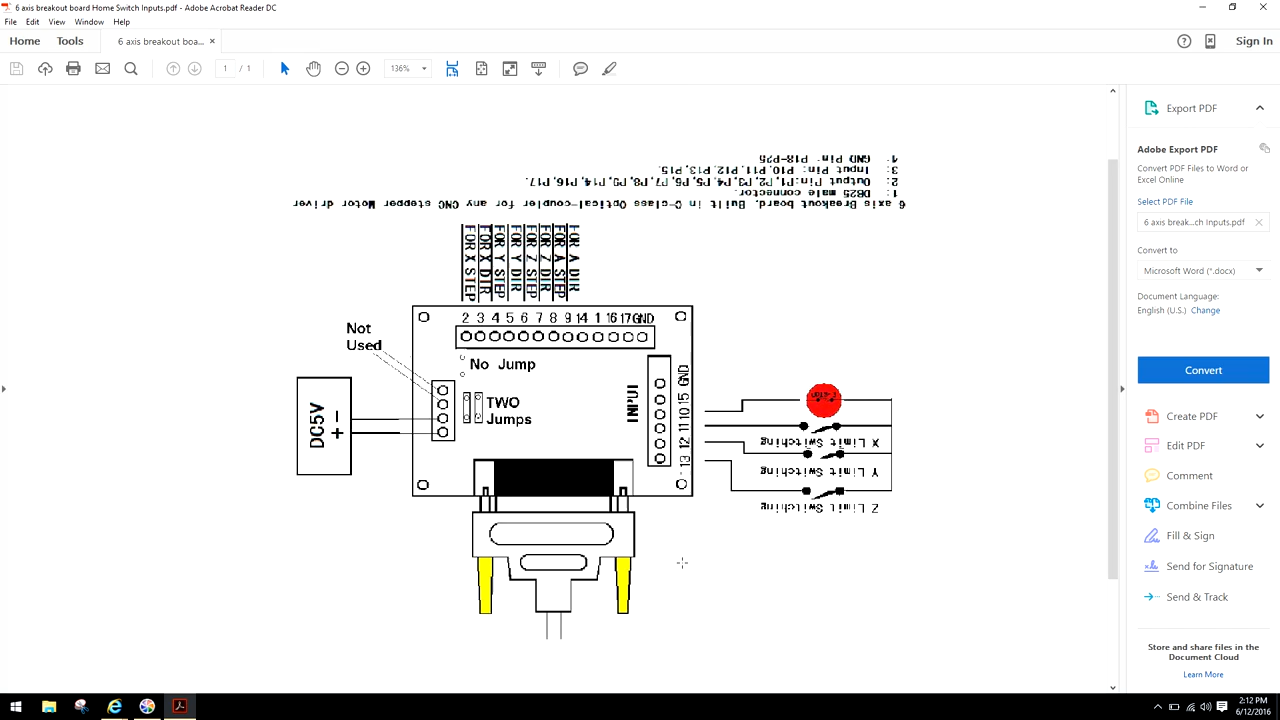 6 axis breakout board Home Switch Inputs.pdf - Adobe Acrobat Reader DC
File Edit View Window Help
Home Tools 6 axis breakout boa... × Sign In
1 / 1 136%
Export PDF
Adobe Export PDF
Convert PDF Files to Word or
Excel Online
Select PDF File
6 axis break...ch Inputs.pdf
Convert to
Microsoft Word (*.docx)
Document Language:
English (U.S.) Change
Convert
Create PDF
Edit PDF
Comment
Combine Files
Fill & Sign
Send for Signature
Send & Track
Store and share files in the
Document Cloud
Learn More
6 axis Breakout board, Built in C-class Optical-coupler for any CNC stepper Motor driver
1: DB25 male connector.
2: Output Pin:P1,P2,P3,P4,P5,P6,P7,P8,P9,P14,P16,P17.
3: Input Pin: P10,P11,P12,P13,P15.
4: GND Pin: P18-P25
FOR X STEP
FOR X DIR
FOR Y STEP
FOR Y DIR
FOR Z STEP
FOR Z DIR
FOR A STEP
FOR A DIR
2 3 4 5 6 7 8 9 14 1 16 17 GND
Not
Used
No Jump
TWO
Jumps
DC5V
- +
INPUT
13 12 11 10 15 GND
X Limit Switching
Y Limit Switching
Z Limit Switching
2:12 PM
6/12/2016